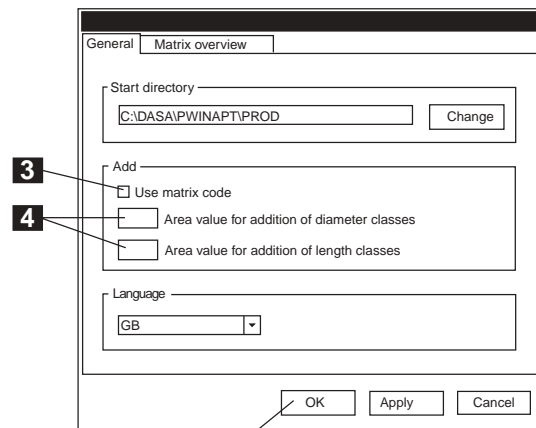 General Matrix overview
Start directory
C:\DASA\PWINAPT\PROD Change
Add
3
Use matrix code
4
Area value for addition of diameter classes
Area value for addition of length classes
Language
GB
OK Apply Cancel